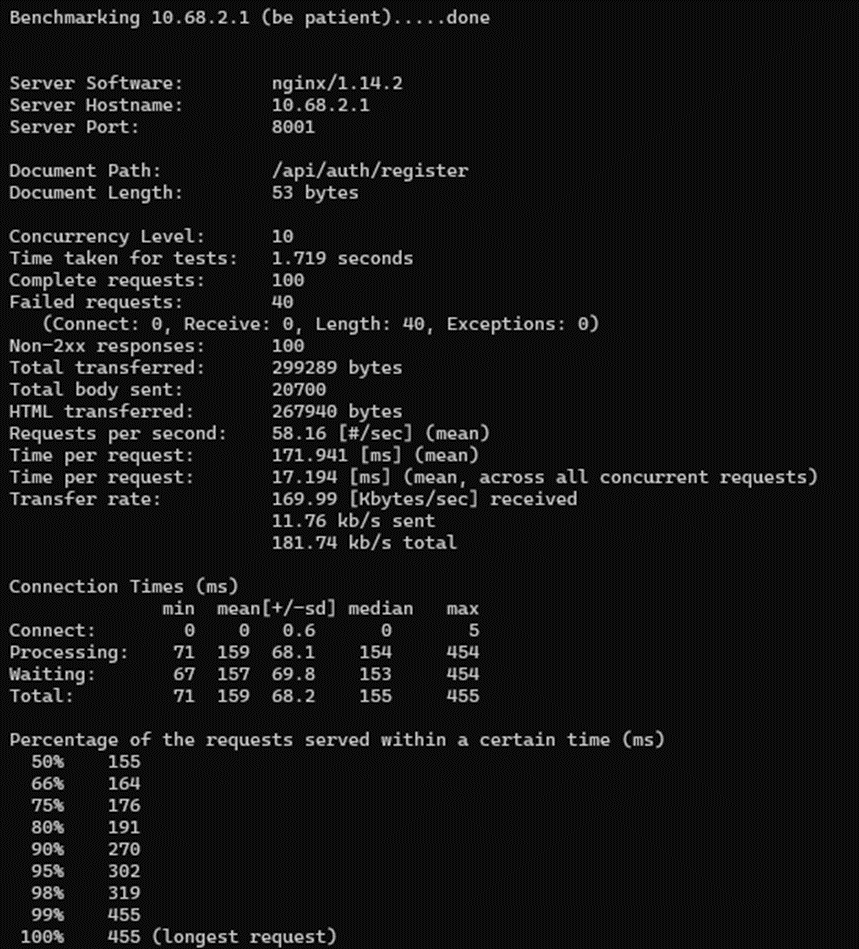 Benchmarking 10.68.2.1 (be patient).....done
Server Software:        nginx/1.14.2
Server Hostname:        10.68.2.1
Server Port:            8001
Document Path:          /api/auth/register
Document Length:        53 bytes
Concurrency Level:      10
Time taken for tests:   1.719 seconds
Complete requests:      100
Failed requests:        40
   (Connect: 0, Receive: 0, Length: 40, Exceptions: 0)
Non-2xx responses:      100
Total transferred:      299289 bytes
Total body sent:        20700
HTML transferred:       267940 bytes
Requests per second:    58.16 [#/sec] (mean)
Time per request:       171.941 [ms] (mean)
Time per request:       17.194 [ms] (mean, across all concurrent requests)
Transfer rate:          169.99 [Kbytes/sec] received
                        11.76 kb/s sent
                        181.74 kb/s total
Connection Times (ms)
              min  mean[+/-sd] median   max
Connect:        0    0   0.6      0       5
Processing:    71  159  68.1    154     454
Waiting:       67  157  69.8    153     454
Total:         71  159  68.2    155     455
Percentage of the requests served within a certain time (ms)
  50%    155
  66%    164
  75%    176
  80%    191
  90%    270
  95%    302
  98%    319
  99%    455
 100%    455 (longest request)